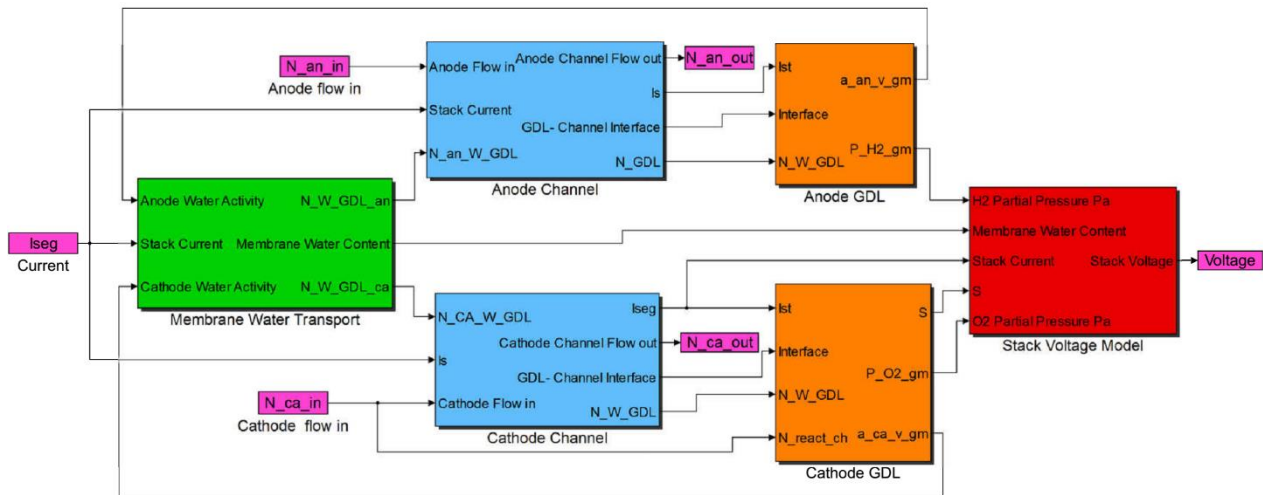 N_an_in
Anode flow in
Anode Flow in
Stack Current
N_an_W_GDL
Anode Channel Flow out
Is
GDL- Channel Interface
N_GDL
Anode Channel
N_an_out
Ist
Interface
N_W_GDL
a_an_v_gm
P_H2_gm
Anode GDL
Iseg
Current
Anode Water Activity
Stack Current
Cathode Water Activity
N_W_GDL_an
Membrane Water Content
N_W_GDL_ca
Membrane Water Transport
H2 Partial Pressure Pa
Membrane Water Content
Stack Current
S
O2 Partial Pressure Pa
Stack Voltage
Stack Voltage Model
Voltage
N_CA_W_GDL
Is
Cathode Flow in
Iseg
Cathode Channel Flow out
GDL- Channel Interface
N_W_GDL
Cathode Channel
N_ca_out
N_ca_in
Cathode flow in
Ist
Interface
N_W_GDL
N_react_ch
S
P_O2_gm
a_ca_v_gm
Cathode GDL